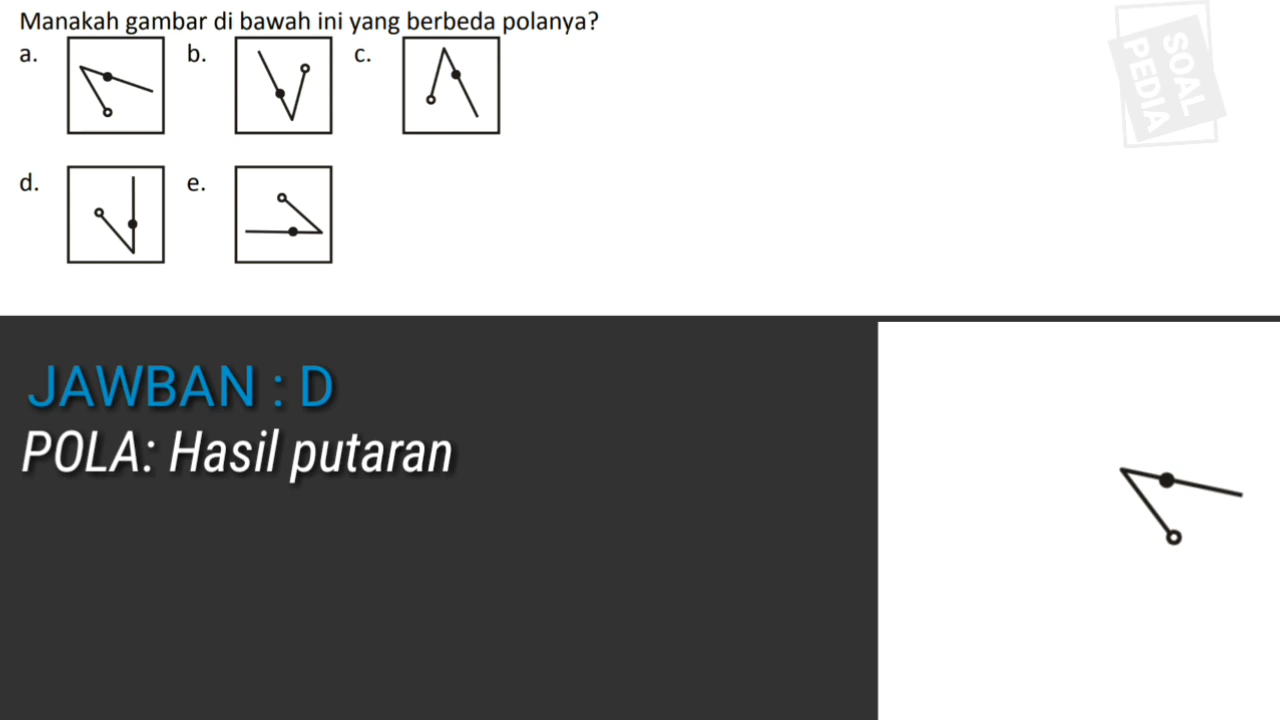 Manakah gambar di bawah ini yang berbeda polanya?
a. b. c.
d. e.
SOAL
PEDIA
JAWBAN : D
POLA: Hasil putaran